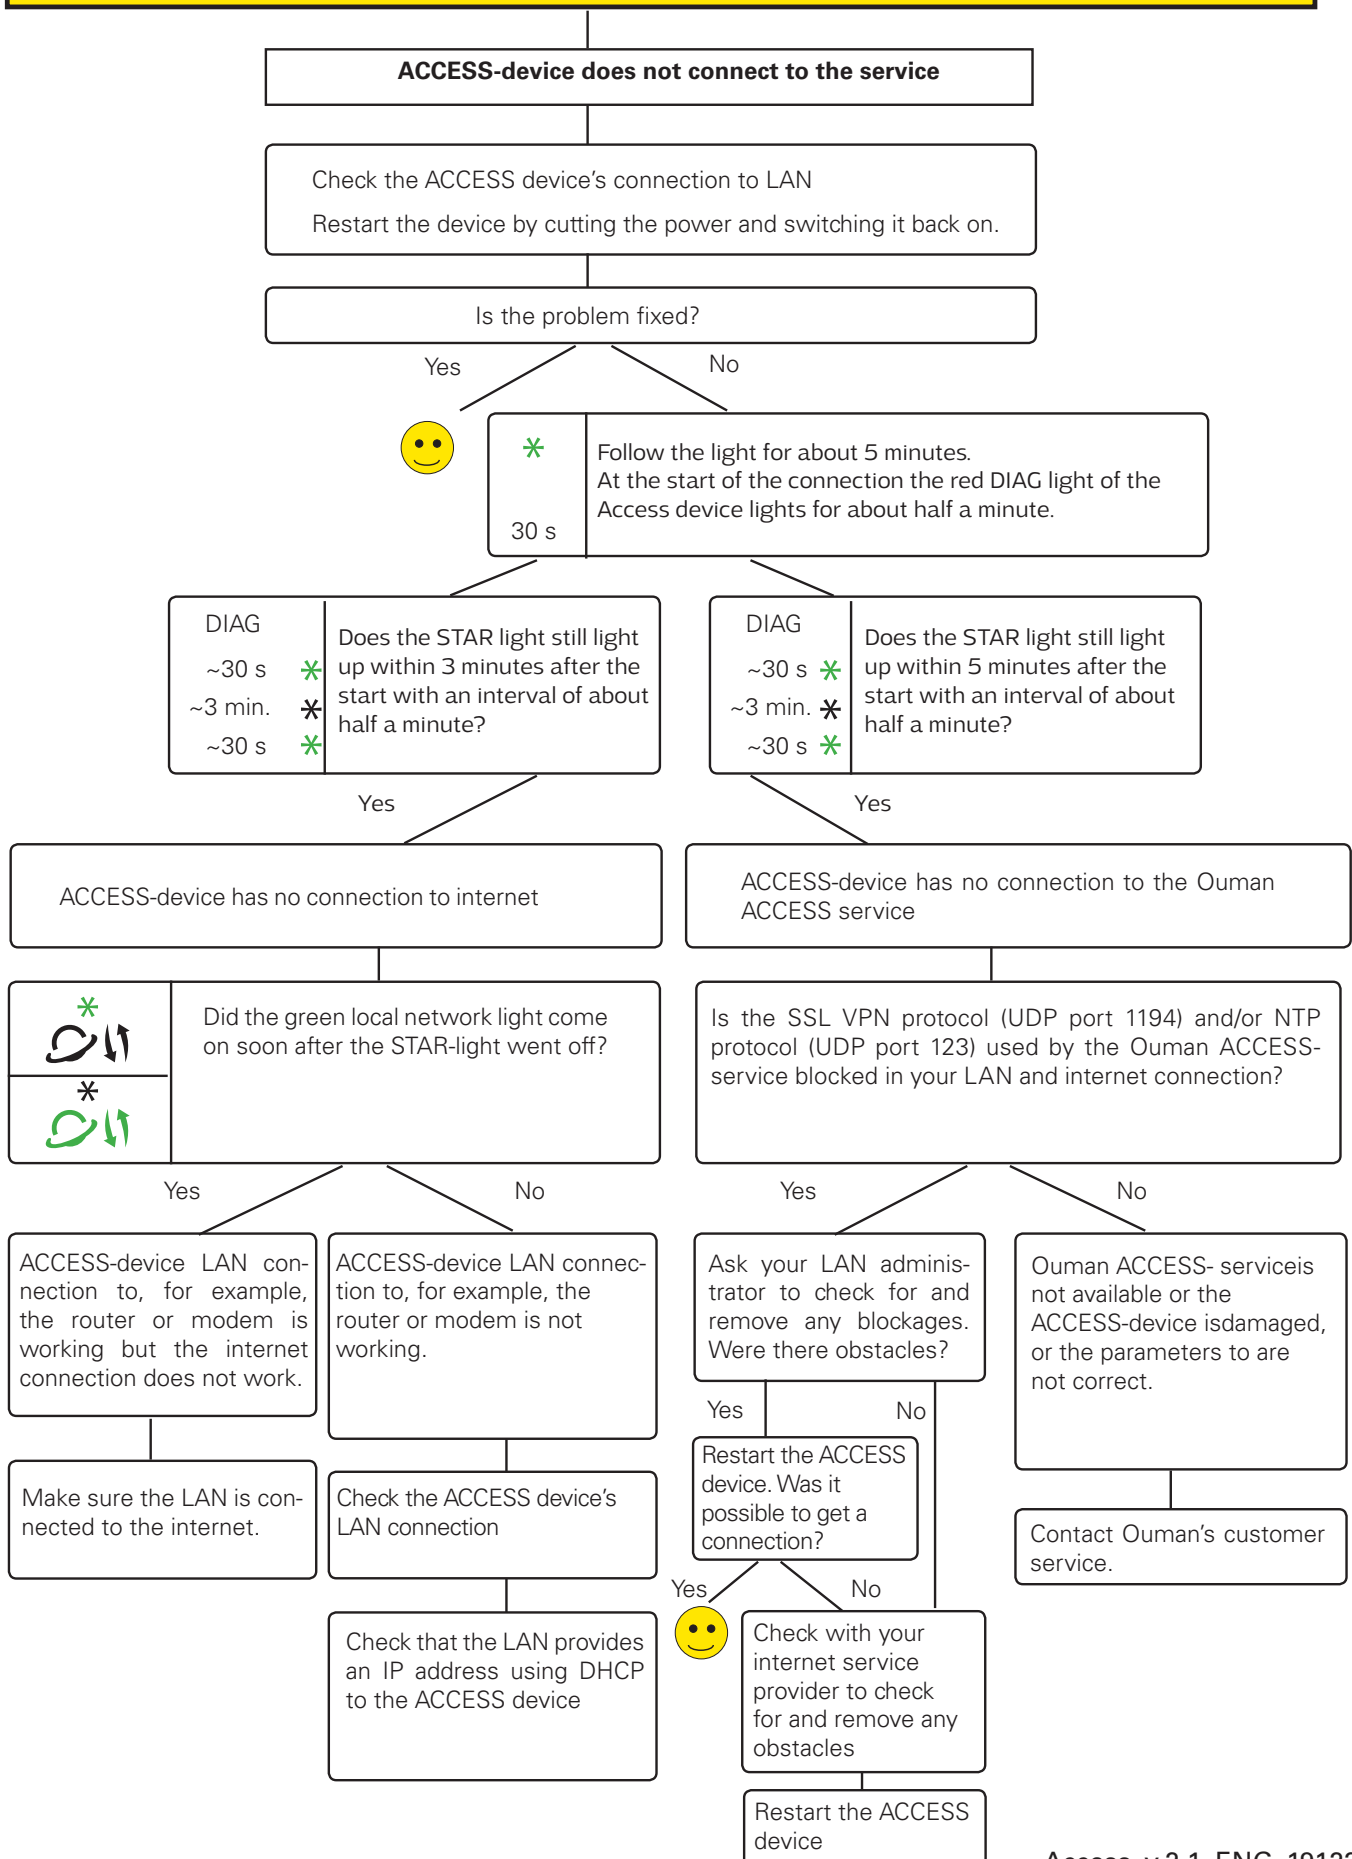 ACCESS-device does not connect to the service
Check the ACCESS device's connection to LAN
Restart the device by cutting the power and switching it back on.
Is the problem fixed?
Yes
No
Follow the light for about 5 minutes.
At the start of the connection the red DIAG light of the
Access device lights for about half a minute.
30 s
DIAG
~30 s
~3 min.
~30 s
Does the STAR light still light
up within 3 minutes after the
start with an interval of about
half a minute?
DIAG
~30 s
~3 min.
~30 s
Does the STAR light still light
up within 5 minutes after the
start with an interval of about
half a minute?
Yes
Yes
ACCESS-device has no connection to internet
ACCESS-device has no connection to the Ouman
ACCESS service
Did the green local network light come
on soon after the STAR-light went off?
Is the SSL VPN protocol (UDP port 1194) and/or NTP
protocol (UDP port 123) used by the Ouman ACCESS-
service blocked in your LAN and internet connection?
Yes
No
Yes
No
ACCESS-device LAN con-
nection to, for example,
the router or modem is
working but the internet
connection does not work.
ACCESS-device LAN connec-
tion to, for example, the
router or modem is not
working.
Ask your LAN adminis-
trator to check for and
remove any blockages.
Were there obstacles?
Ouman ACCESS- serviceis
not available or the
ACCESS-device isdamaged,
or the parameters to are
not correct.
Yes
No
Make sure the LAN is con-
nected to the internet.
Check the ACCESS device's
LAN connection
Restart the ACCESS
device. Was it
possible to get a
connection?
Contact Ouman's customer
service.
Yes
No
Check that the LAN provides
an IP address using DHCP
to the ACCESS device
Check with your
internet service
provider to check
for and remove any
obstacles
Restart the ACCESS
device